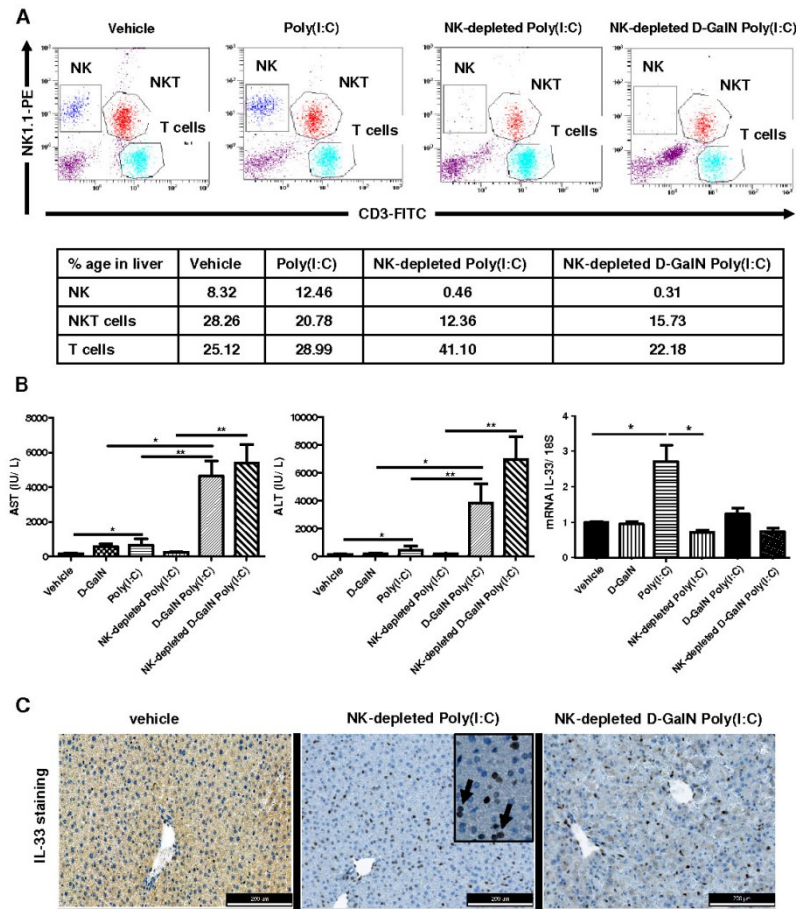 A
Vehicle
Poly(I:C)
NK-depleted Poly(I:C)
NK-depleted D-GalN Poly(I:C)
NK NKT T cells
NK NKT T cells
NK NKT T cells
NK NKT T cells
NK1.1-PE
CD3-FITC
% age in liver Vehicle Poly(I:C) NK-depleted Poly(I:C) NK-depleted D-GalN Poly(I:C)
NK 8.32 12.46 0.46 0.31
NKT cells 28.26 20.78 12.36 15.73
T cells 25.12 28.99 41.10 22.18
B
AST (IU/ L)
8000
6000
4000
2000
0
* * ** **
Vehicle
D-GalN
Poly(I:C)
NK-depleted Poly(I:C)
D-GalN Poly(I:C)
NK-depleted D-GalN Poly(I:C)
ALT (IU/ L)
10000
8000
6000
4000
2000
0
* * ** **
Vehicle
D-GalN
Poly(I:C)
NK-depleted Poly(I:C)
D-GalN Poly(I:C)
NK-depleted D-GalN Poly(I:C)
mRNA IL-33/ 18S
4
3
2
1
0
* *
Vehicle
D-GalN
Poly(I:C)
NK-depleted Poly(I:C)
D-GalN Poly(I:C)
NK-depleted D-GalN Poly(I:C)
C
vehicle
NK-depleted Poly(I:C)
NK-depleted D-GalN Poly(I:C)
IL-33 staining
200 µm
200 µm
200 µm